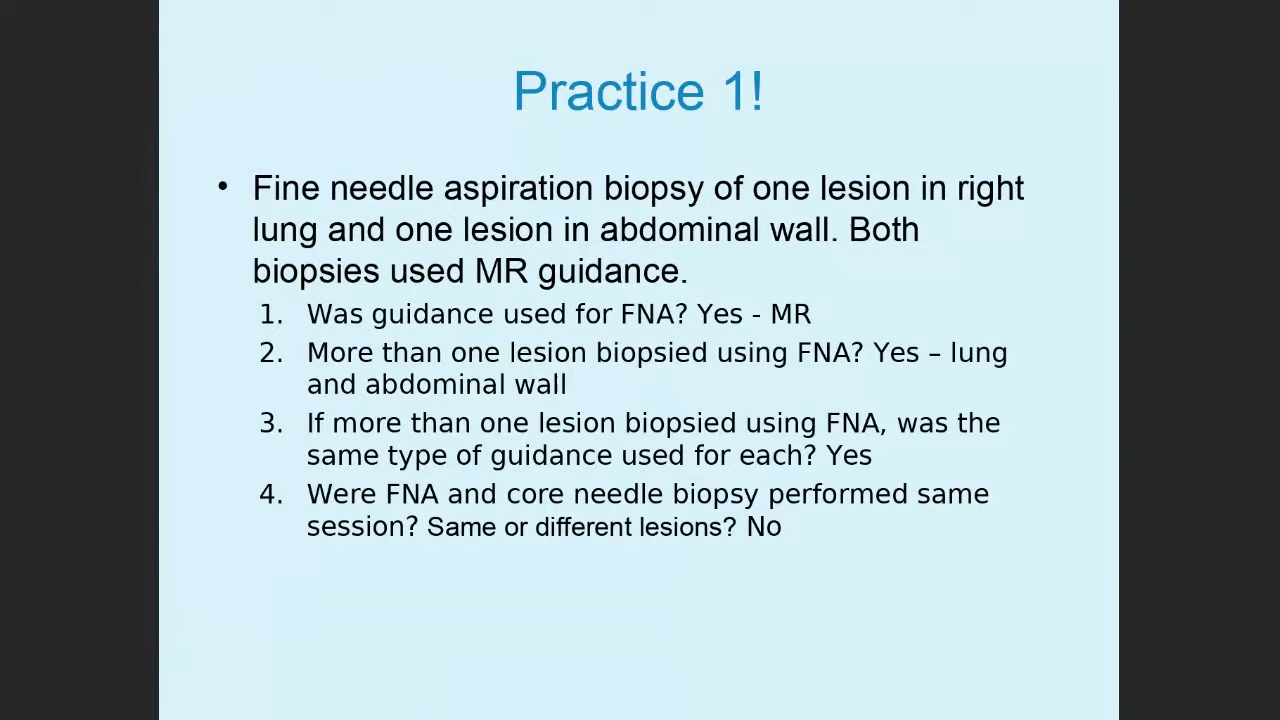 Practice 1!
• Fine needle aspiration biopsy of one lesion in right
lung and one lesion in abdominal wall. Both
biopsies used MR guidance.
1. Was guidance used for FNA? Yes - MR
2. More than one lesion biopsied using FNA? Yes – lung
and abdominal wall
3. If more than one lesion biopsied using FNA, was the
same type of guidance used for each? Yes
4. Were FNA and core needle biopsy performed same
session? Same or different lesions? No